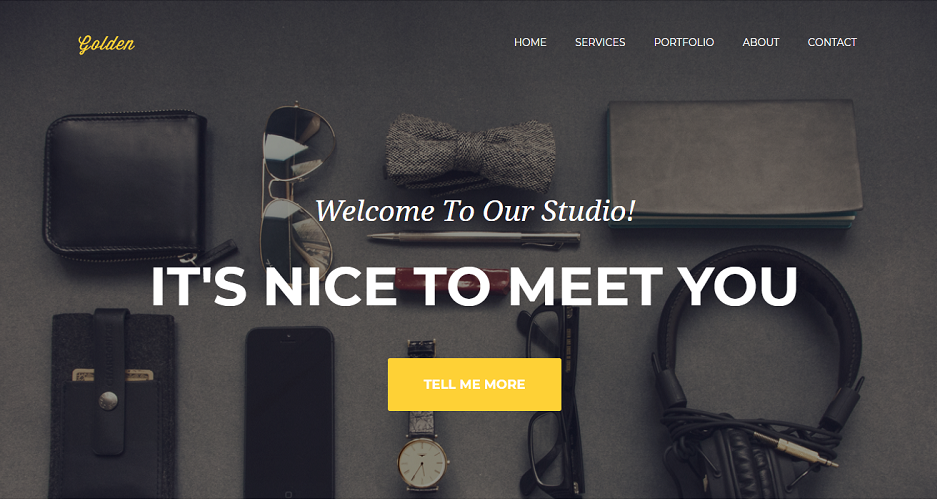 Golden
HOME SERVICES PORTFOLIO ABOUT CONTACT
Welcome To Our Studio!
IT'S NICE TO MEET YOU
TELL ME MORE